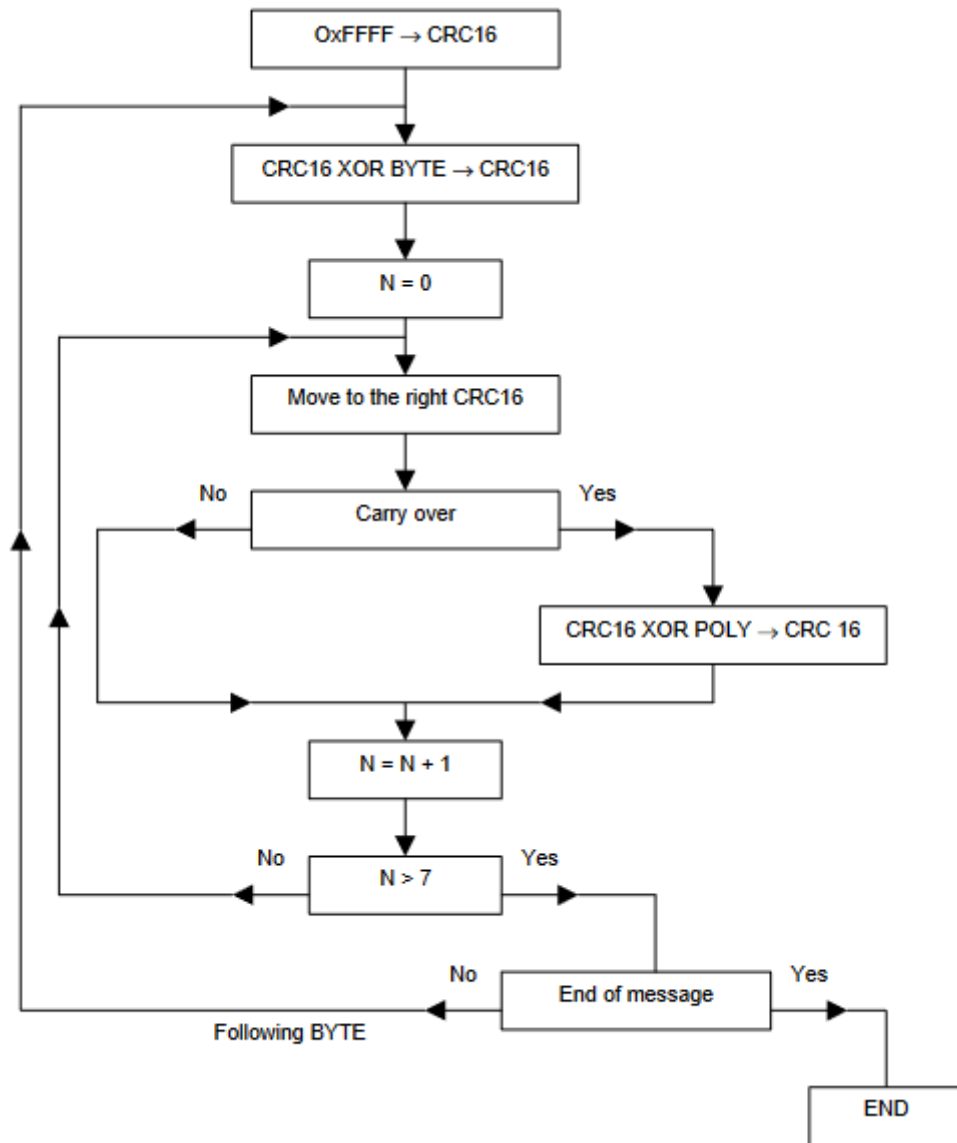 OxFFFF → CRC16
CRC16 XOR BYTE → CRC16
N = 0
Move to the right CRC16
No
Yes
Carry over
CRC16 XOR POLY → CRC 16
N = N + 1
No
Yes
N > 7
No
Yes
End of message
Following BYTE
END